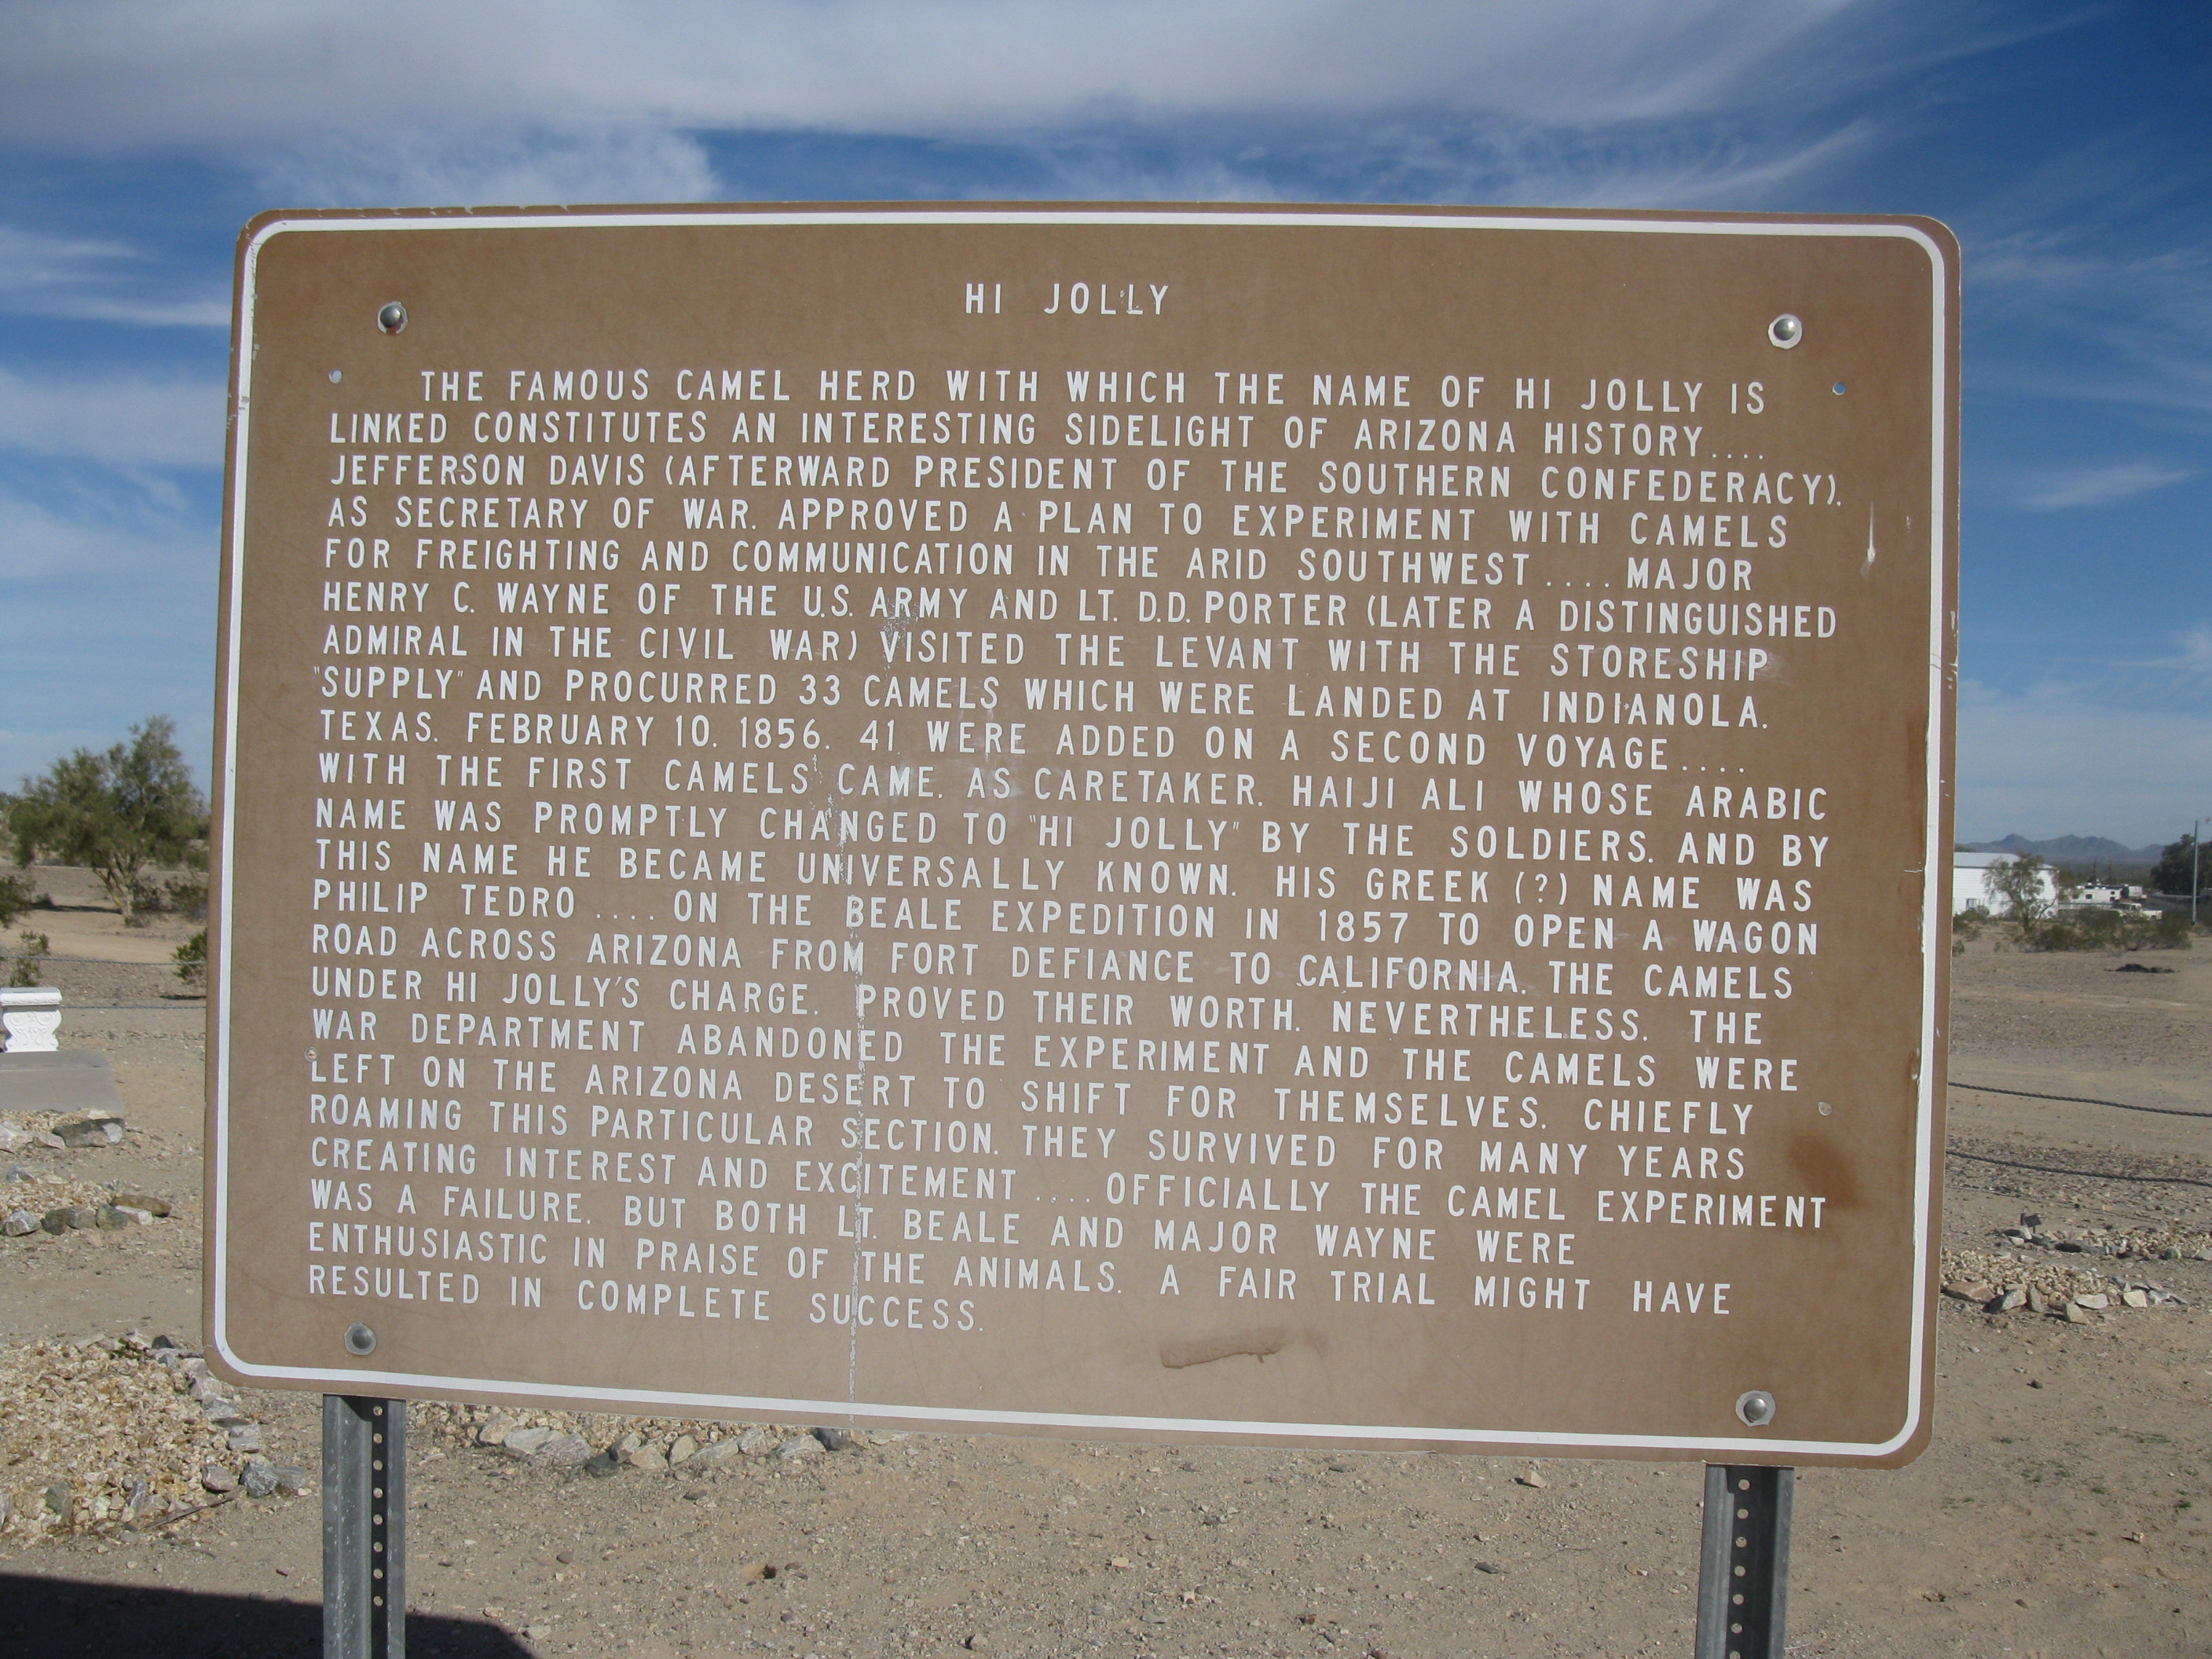 HI JOLLY
THE FAMOUS CAMEL HERD WITH WHICH THE NAME OF HI JOLLY IS
LINKED CONSTITUTES AN INTERESTING SIDELIGHT OF ARIZONA HISTORY....
JEFFERSON DAVIS (AFTERWARD PRESIDENT OF THE SOUTHERN CONFEDERACY),
AS SECRETARY OF WAR. APPROVED A PLAN TO EXPERIMENT WITH CAMELS
FOR FREIGHTING AND COMMUNICATION IN THE ARID SOUTHWEST.... MAJOR
HENRY C. WAYNE OF THE U.S. ARMY AND LT. D.D. PORTER (LATER A DISTINGUISHED
ADMIRAL IN THE CIVIL WAR) VISITED THE LEVANT WITH THE STORESHIP
"SUPPLY" AND PROCURRED 33 CAMELS WHICH WERE LANDED AT INDIANOLA.
TEXAS. FEBRUARY 10. 1856. 41 WERE ADDED ON A SECOND VOYAGE....
WITH THE FIRST CAMELS CAME. AS CARETAKER. HAIJI ALI WHOSE ARABIC
NAME WAS PROMPTLY CHANGED TO "HI JOLLY" BY THE SOLDIERS. AND BY
THIS NAME HE BECAME UNIVERSALLY KNOWN. HIS GREEK (?) NAME WAS
PHILIP TEDRO.... ON THE BEALE EXPEDITION IN 1857 TO OPEN A WAGON
ROAD ACROSS ARIZONA FROM FORT DEFIANCE TO CALIFORNIA. THE CAMELS
UNDER HI JOLLY'S CHARGE. PROVED THEIR WORTH. NEVERTHELESS. THE
WAR DEPARTMENT ABANDONED THE EXPERIMENT AND THE CAMELS WERE
LEFT ON THE ARIZONA DESERT TO SHIFT FOR THEMSELVES. CHIEFLY
ROAMING THIS PARTICULAR SECTION. THEY SURVIVED FOR MANY YEARS
CREATING INTEREST AND EXCITEMENT.... OFFICIALLY THE CAMEL EXPERIMENT
WAS A FAILURE. BUT BOTH LT. BEALE AND MAJOR WAYNE WERE
ENTHUSIASTIC IN PRAISE OF THE ANIMALS. A FAIR TRIAL MIGHT HAVE
RESULTED IN COMPLETE SUCCESS.